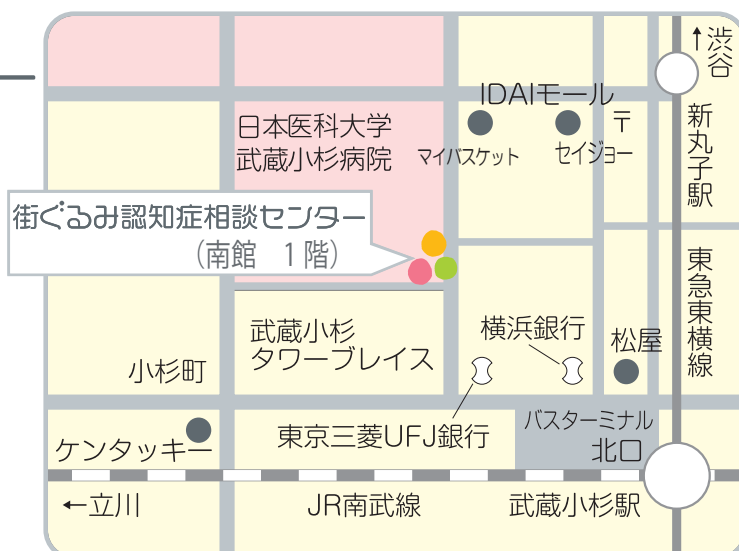 ↑渋谷
IDAIモール
日本医科大学
武蔵小杉病院
マイバスケット
セイジョー
〒
新丸子駅
街ぐるみ認知症相談センター
（南館　1階）
東急東横線
武蔵小杉
タワープレイス
横浜銀行
松屋
小杉町
バスターミナル
北口
東京三菱UFJ銀行
ケンタッキー
←立川
JR南武線
武蔵小杉駅